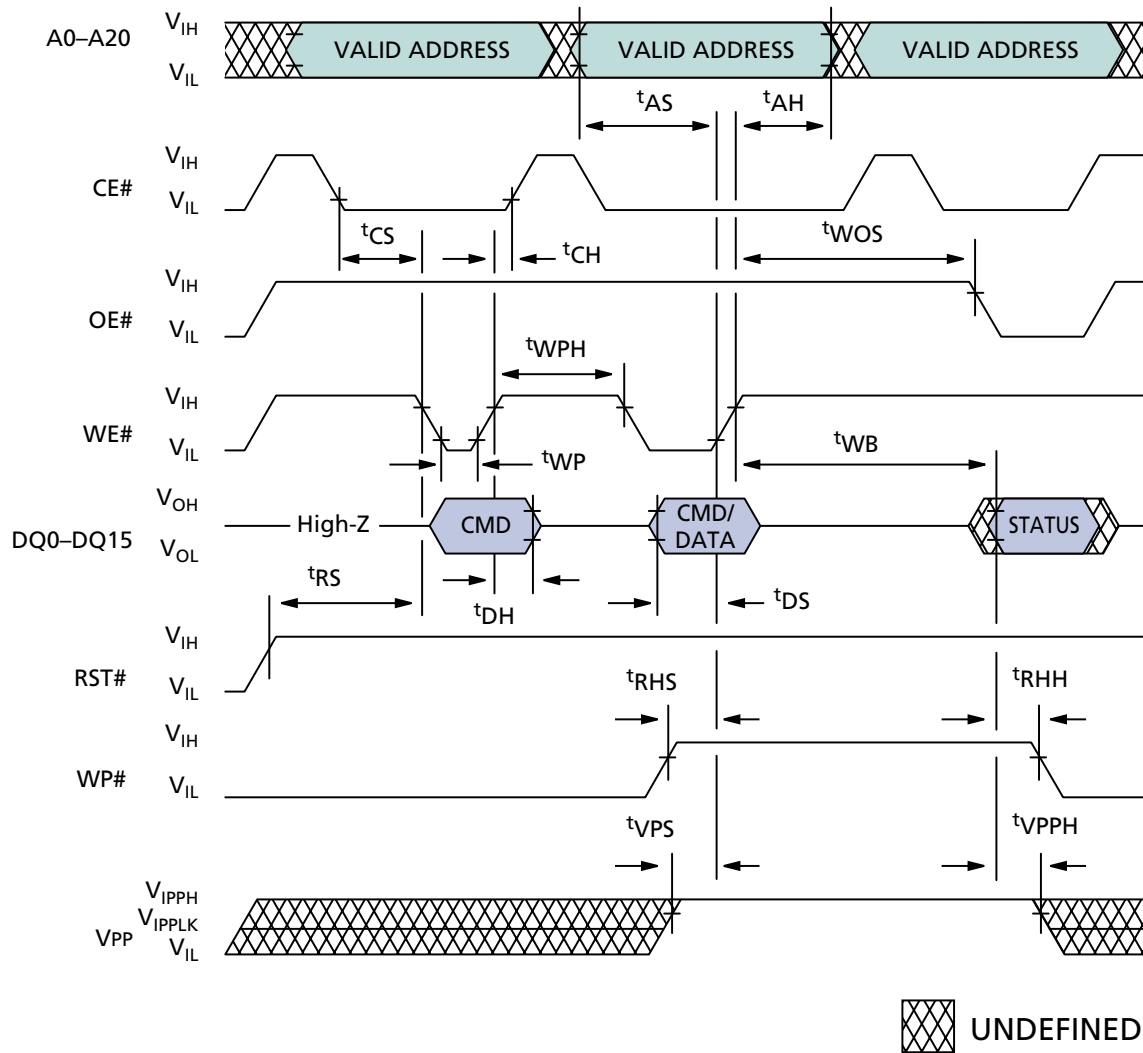 A0–A20
VIH
VIL
VALID ADDRESS
VALID ADDRESS
VALID ADDRESS
tAS
tAH
CE#
VIH
VIL
tCS
tCH
tWOS
OE#
VIH
VIL
tWPH
WE#
VIH
VIL
tWP
tWB
DQ0–DQ15
VOH
VOL
High-Z
CMD
CMD/
DATA
STATUS
tRS
tDH
tDS
RST#
VIH
VIL
tRHS
tRHH
WP#
VIH
VIL
tVPS
tVPPH
VPP
VIPPH
VIPPLK
VIL
UNDEFINED